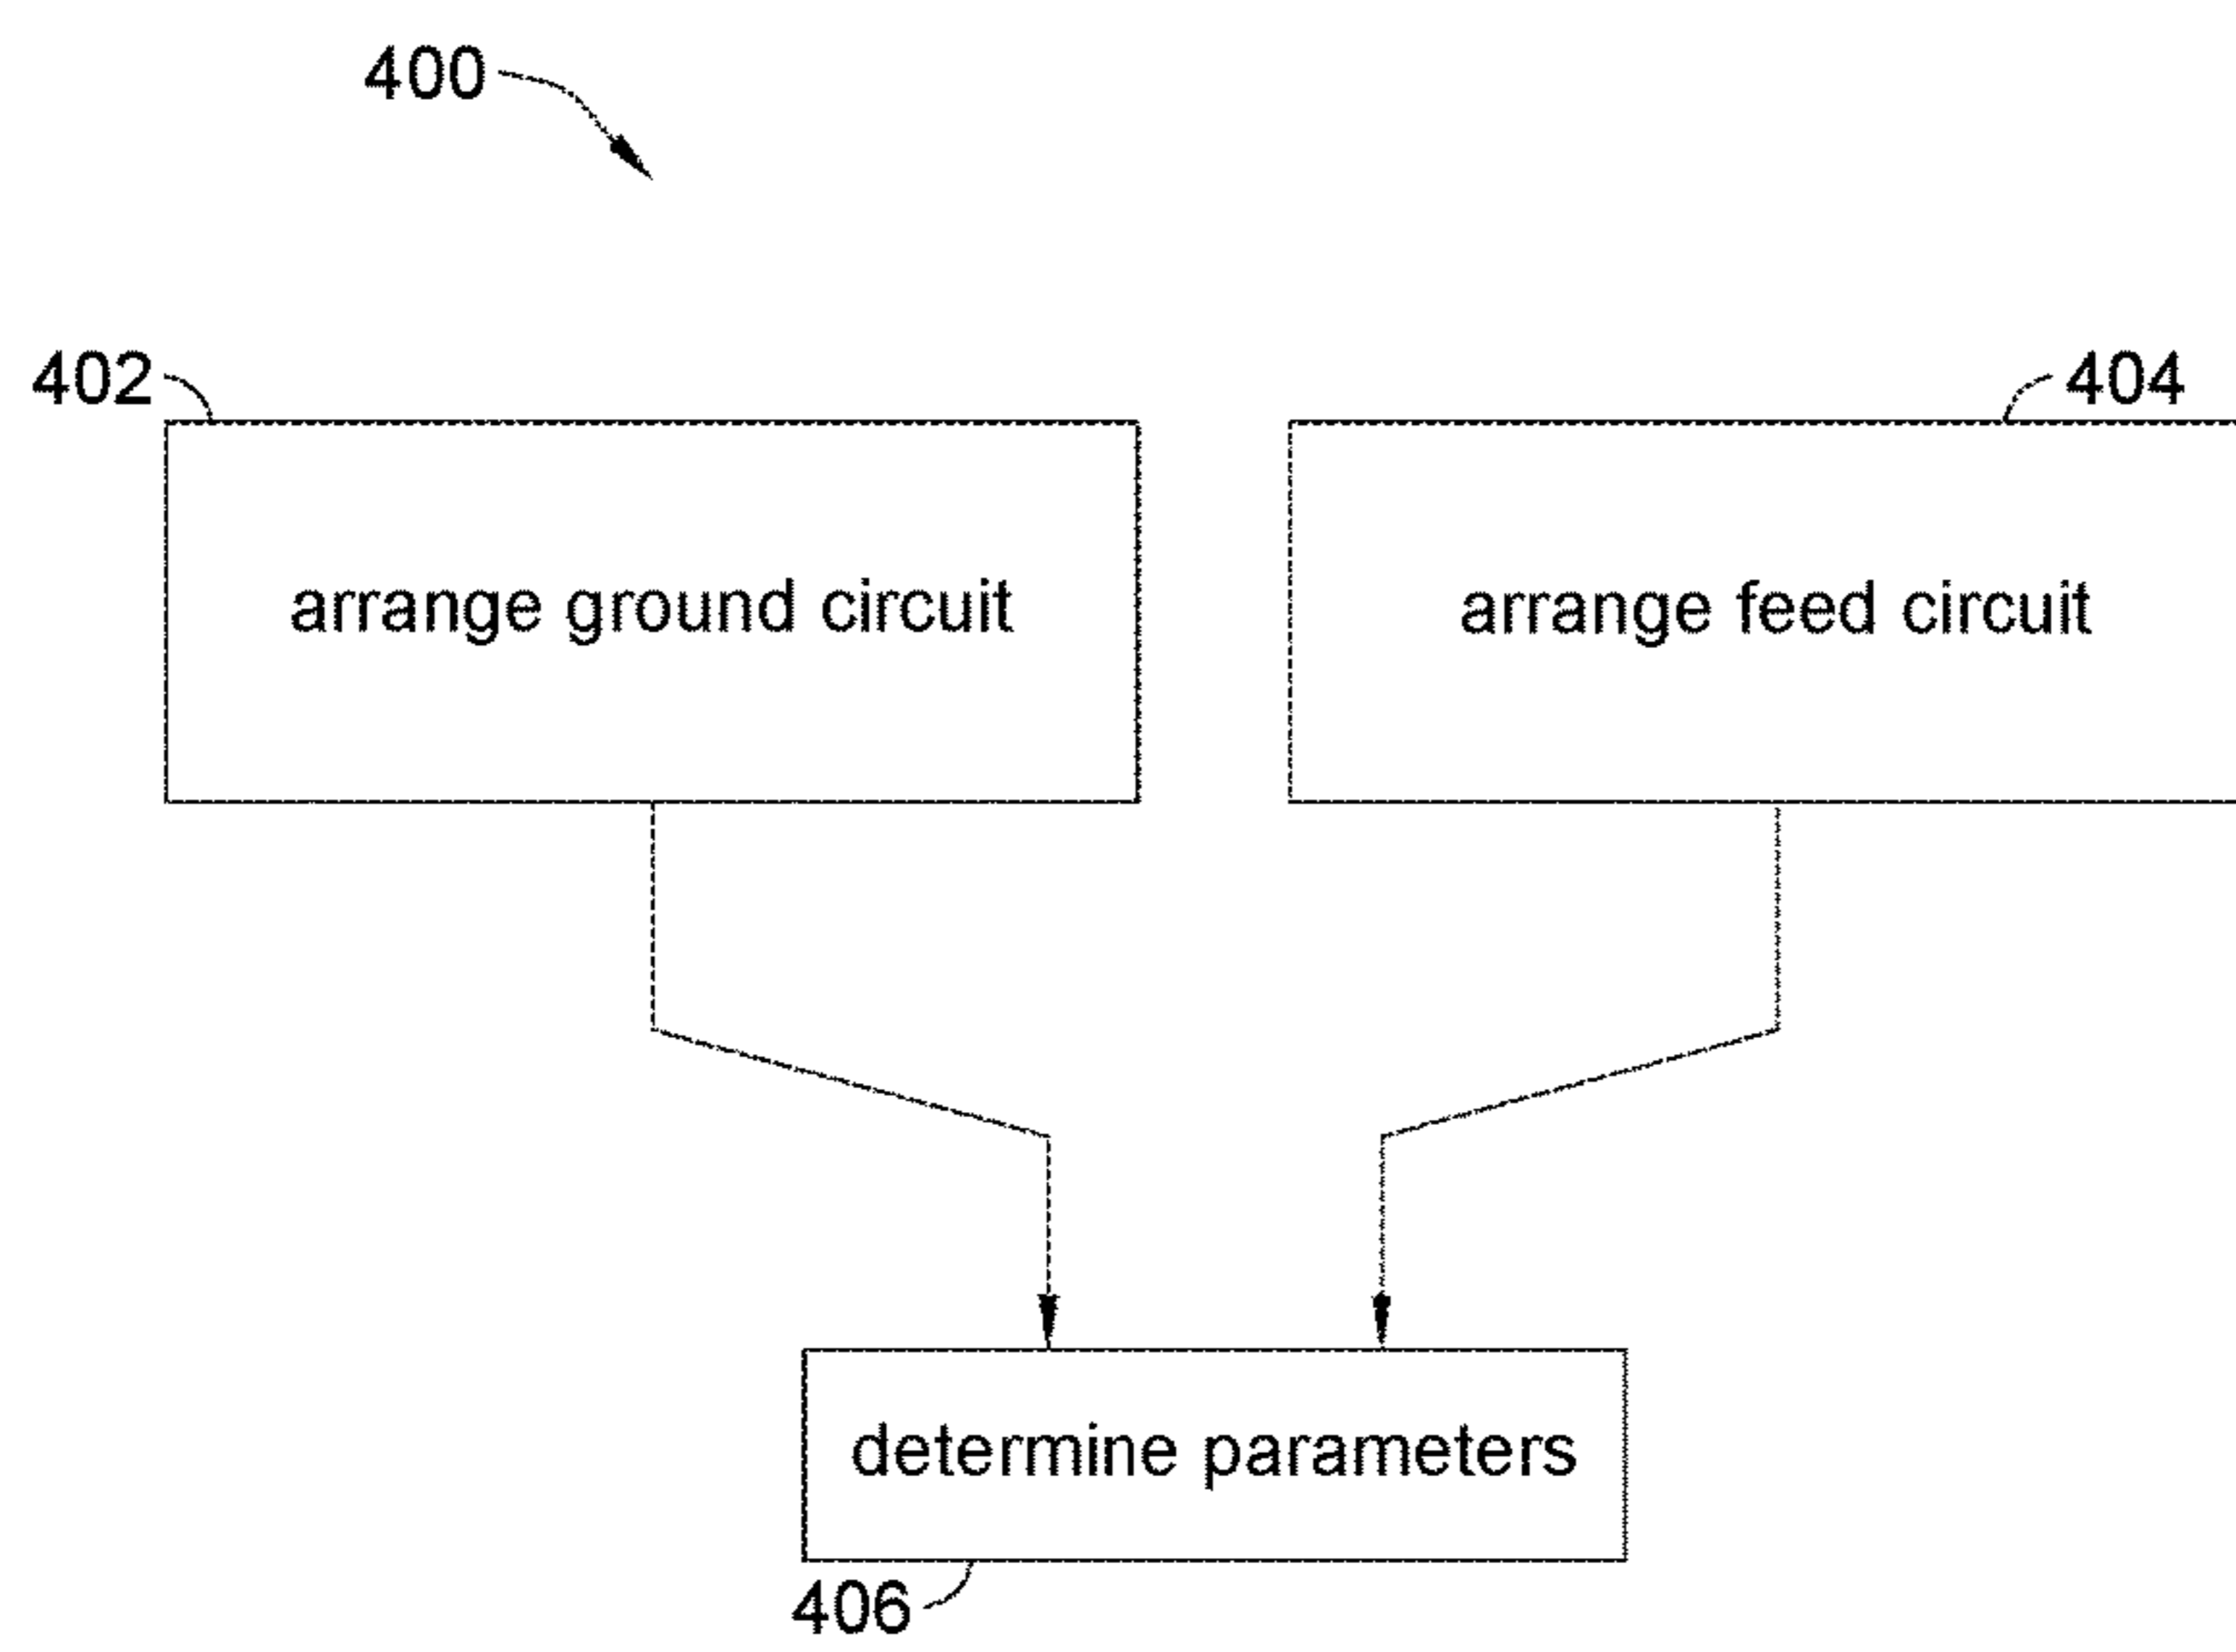 400
402
404
arrange ground circuit
arrange feed circuit
determine parameters
406